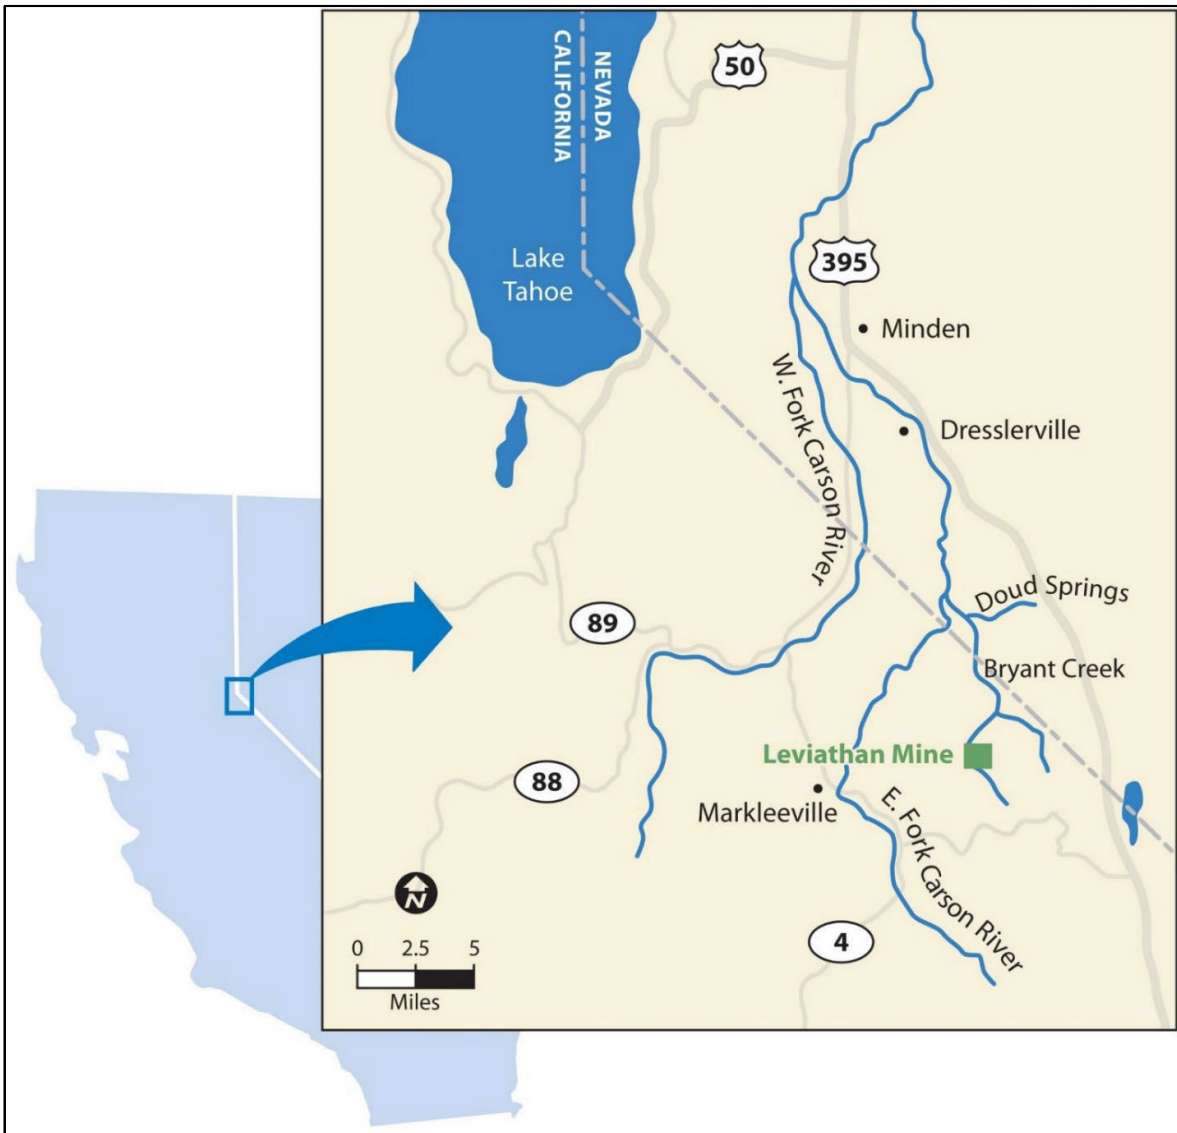 50
CALIFORNIA
NEVADA
Lake
Tahoe
395
Minden
W. Fork Carson River
Dresslerville
Doud Springs
89
Bryant Creek
Leviathan Mine
88
Markleeville
E. Fork Carson River
N
4
0 2.5 5
Miles